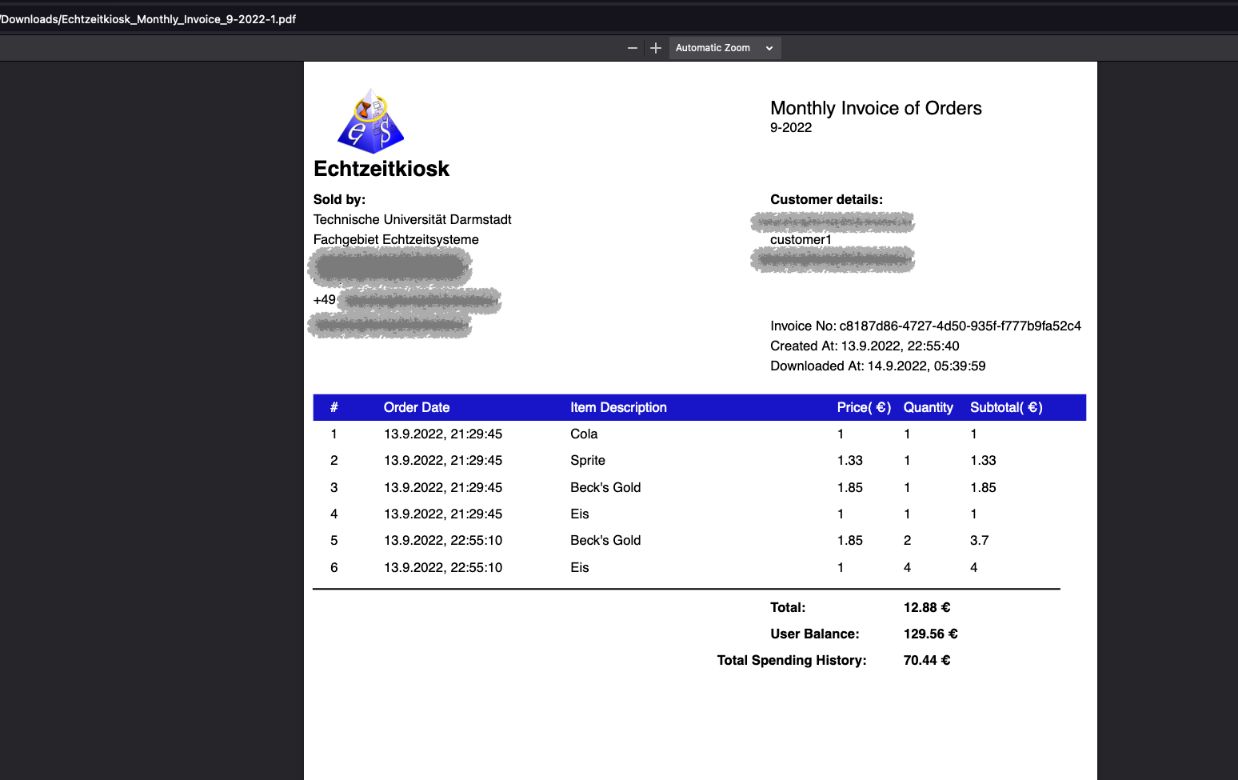 /Downloads/Echtzeitkiosk_Monthly_Invoice_9-2022-1.pdf
Automatic Zoom
e S
Echtzeitkiosk
Monthly Invoice of Orders
9-2022
Sold by:
Technische Universität Darmstadt
Fachgebiet Echtzeitsysteme
+49
Customer details:
customer1
Invoice No: c8187d86-4727-4d50-935f-f777b9fa52c4
Created At: 13.9.2022, 22:55:40
Downloaded At: 14.9.2022, 05:39:59
# Order Date Item Description Price( €) Quantity Subtotal( €)
1 13.9.2022, 21:29:45 Cola 1 1 1
2 13.9.2022, 21:29:45 Sprite 1.33 1 1.33
3 13.9.2022, 21:29:45 Beck's Gold 1.85 1 1.85
4 13.9.2022, 21:29:45 Eis 1 1 1
5 13.9.2022, 22:55:10 Beck's Gold 1.85 2 3.7
6 13.9.2022, 22:55:10 Eis 1 4 4
Total: 12.88 €
User Balance: 129.56 €
Total Spending History: 70.44 €